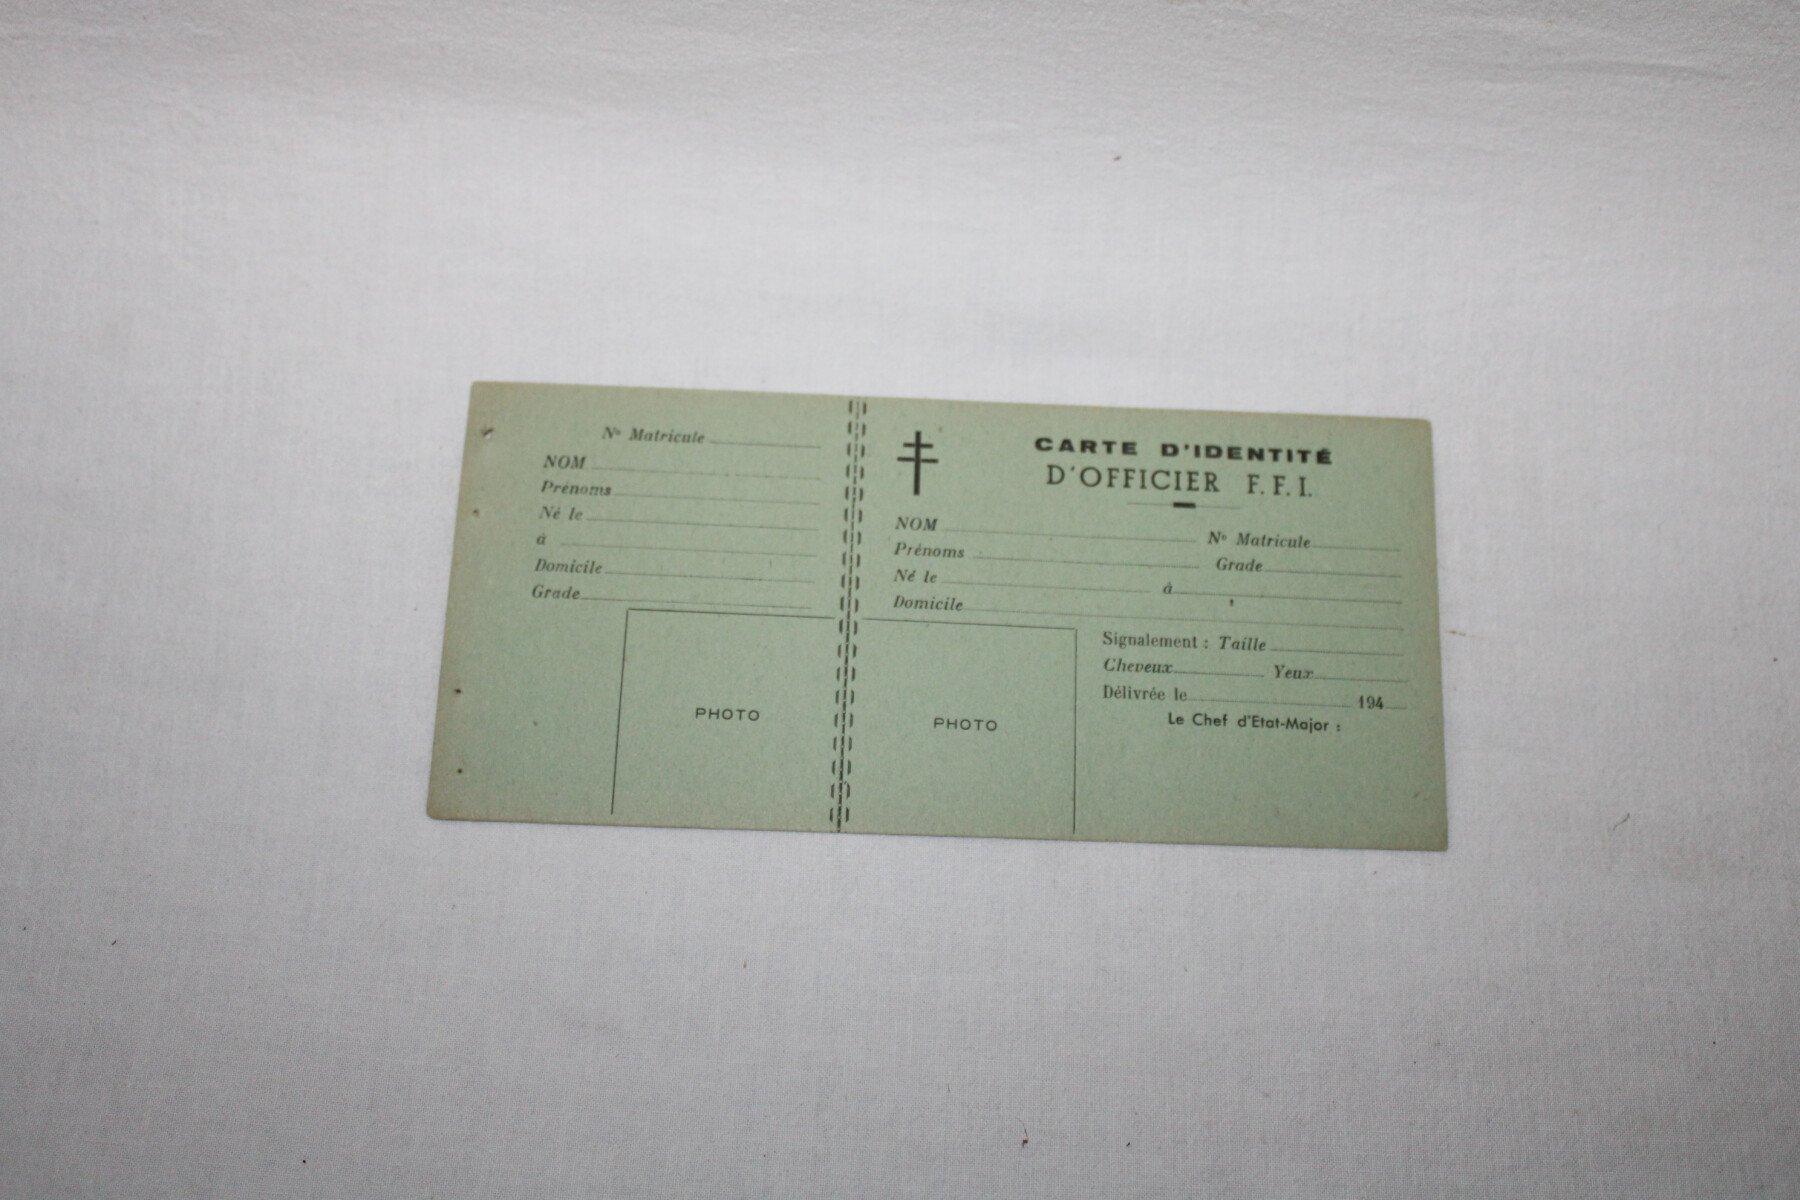 Nº Matricule
NOM
Prénoms
Né le
à
Domicile
Grade
PHOTO
CARTE D'IDENTITÉ
D'OFFICIER F. F. I.
NOM
Nº Matricule
Prénoms
Grade
Né le à
Domicile
Signalement : Taille
Cheveux Yeux
Délivrée le 194
Le Chef d'Etat-Major :
PHOTO